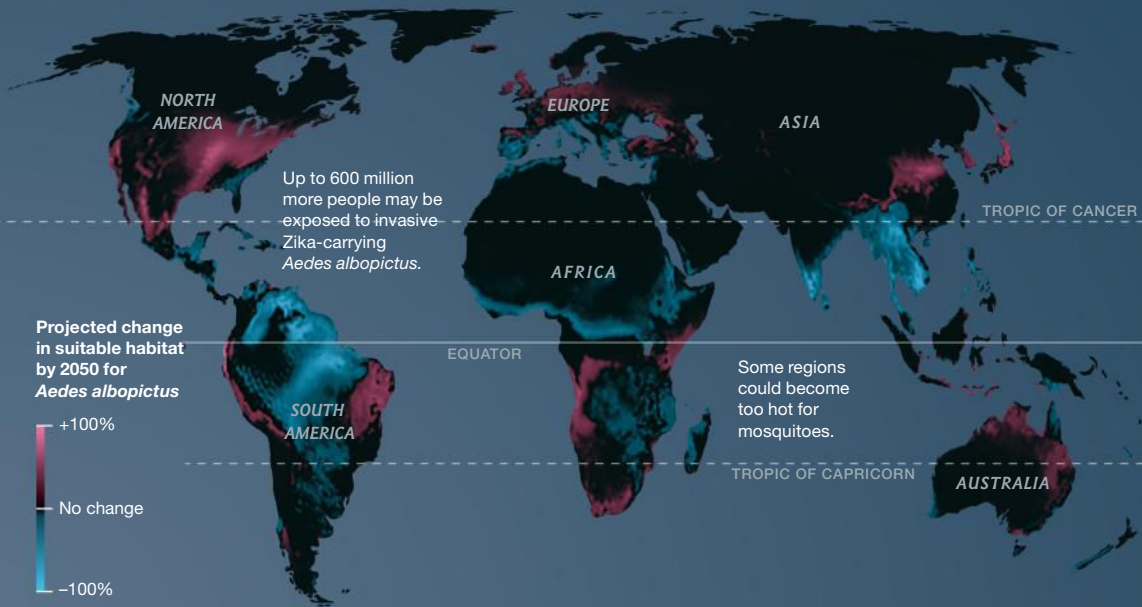 NORTH
AMERICA
EUROPE
ASIA
Up to 600 million
more people may be
exposed to invasive
Zika-carrying
Aedes albopictus.
TROPIC OF CANCER
AFRICA
Projected change
in suitable habitat
by 2050 for
Aedes albopictus
EQUATOR
Some regions
could become
too hot for
mosquitoes.
SOUTH
AMERICA
+100%
TROPIC OF CAPRICORN
AUSTRALIA
No change
–100%